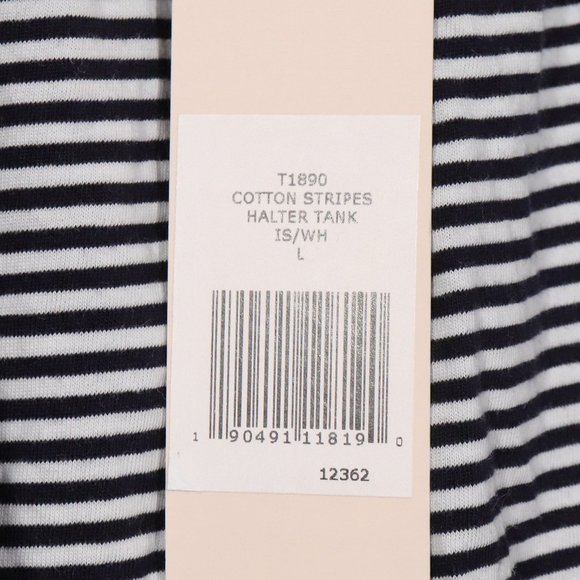 T1890
COTTON STRIPES
HALTER TANK
IS/WH
L
1 90491 11819 0
12362